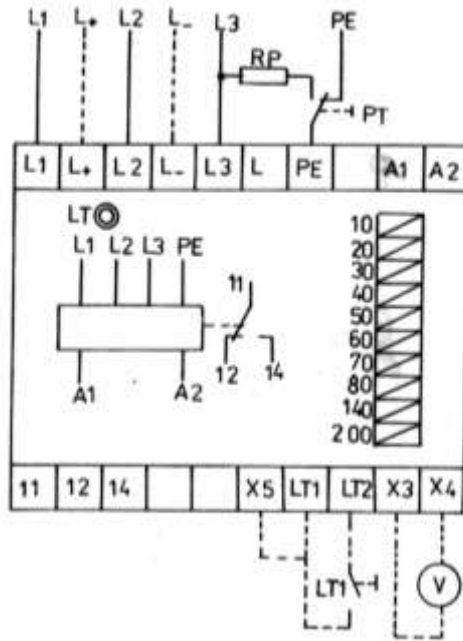 L1 L+ L2 L- L3 PE
RP
PT
L1 L+ L2 L- L3 L PE A1 A2
LT
L1 L2 L3 PE
11
12 14
A1 A2
10
20
30
40
50
60
70
80
140
200
11 12 14 X5 LT1 LT2 X3 X4
LT1
V